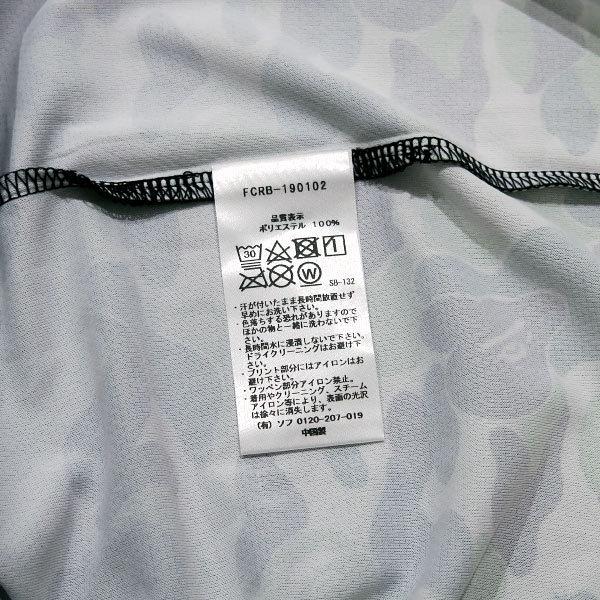 FCRB-190102
品質表示
ポリエステル 100%
30
W
SB-132
・汗が付いたまま長時間放置せず
早めにお洗い下さい。
・色落ちする恐れがありますので
ほかの物と一緒に洗わないで下
さい。
・長時間水に浸漬しないで下さい。
ドライクリーニングはお避け下
さい。
・プリント部分にはアイロンはお
避け下さい。
・ワッペン部分アイロン禁止。
・着用やクリーニング、スチーム
アイロン等により、表面の光沢
は徐々に消失します。
(有) ソフ 0120-207-019
中国製